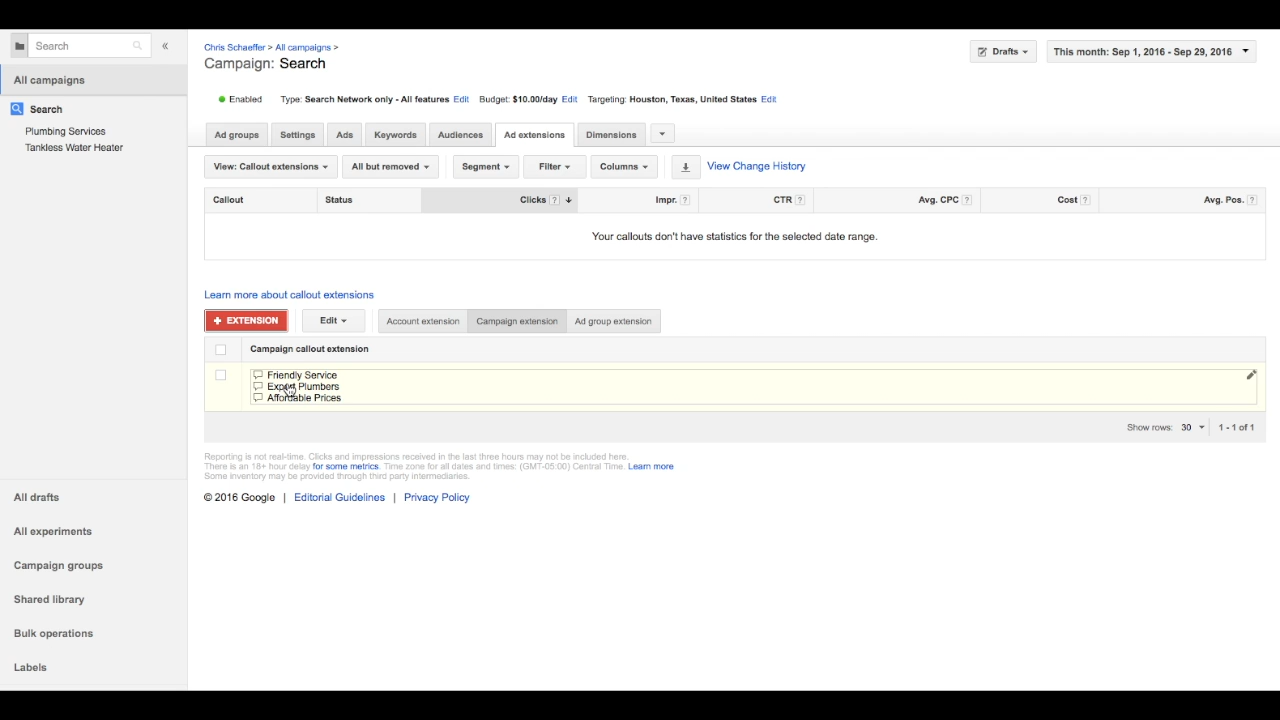 Search
«
Chris Schaeffer > All campaigns >
Campaign: Search
Drafts
This month: Sep 1, 2016 - Sep 29, 2016
All campaigns
Search
Plumbing Services
Tankless Water Heater
Enabled Type: Search Network only - All features Edit Budget: $10.00/day Edit Targeting: Houston, Texas, United States Edit
Ad groups Settings Ads Keywords Audiences Ad extensions Dimensions
View: Callout extensions All but removed Segment Filter Columns View Change History
Callout Status Clicks ? Impr. ? CTR ? Avg. CPC ? Cost ? Avg. Pos. ?
Your callouts don't have statistics for the selected date range.
Learn more about callout extensions
+ EXTENSION Edit Account extension Campaign extension Ad group extension
Campaign callout extension
Friendly Service
Expert Plumbers
Affordable Prices
Show rows: 30 1 - 1 of 1
Reporting is not real-time. Clicks and impressions received in the last three hours may not be included here.
There is an 18+ hour delay for some metrics. Time zone for all dates and times: (GMT-05:00) Central Time. Learn more
Some inventory may be provided through third party intermediaries.
© 2016 Google | Editorial Guidelines | Privacy Policy
All drafts
All experiments
Campaign groups
Shared library
Bulk operations
Labels